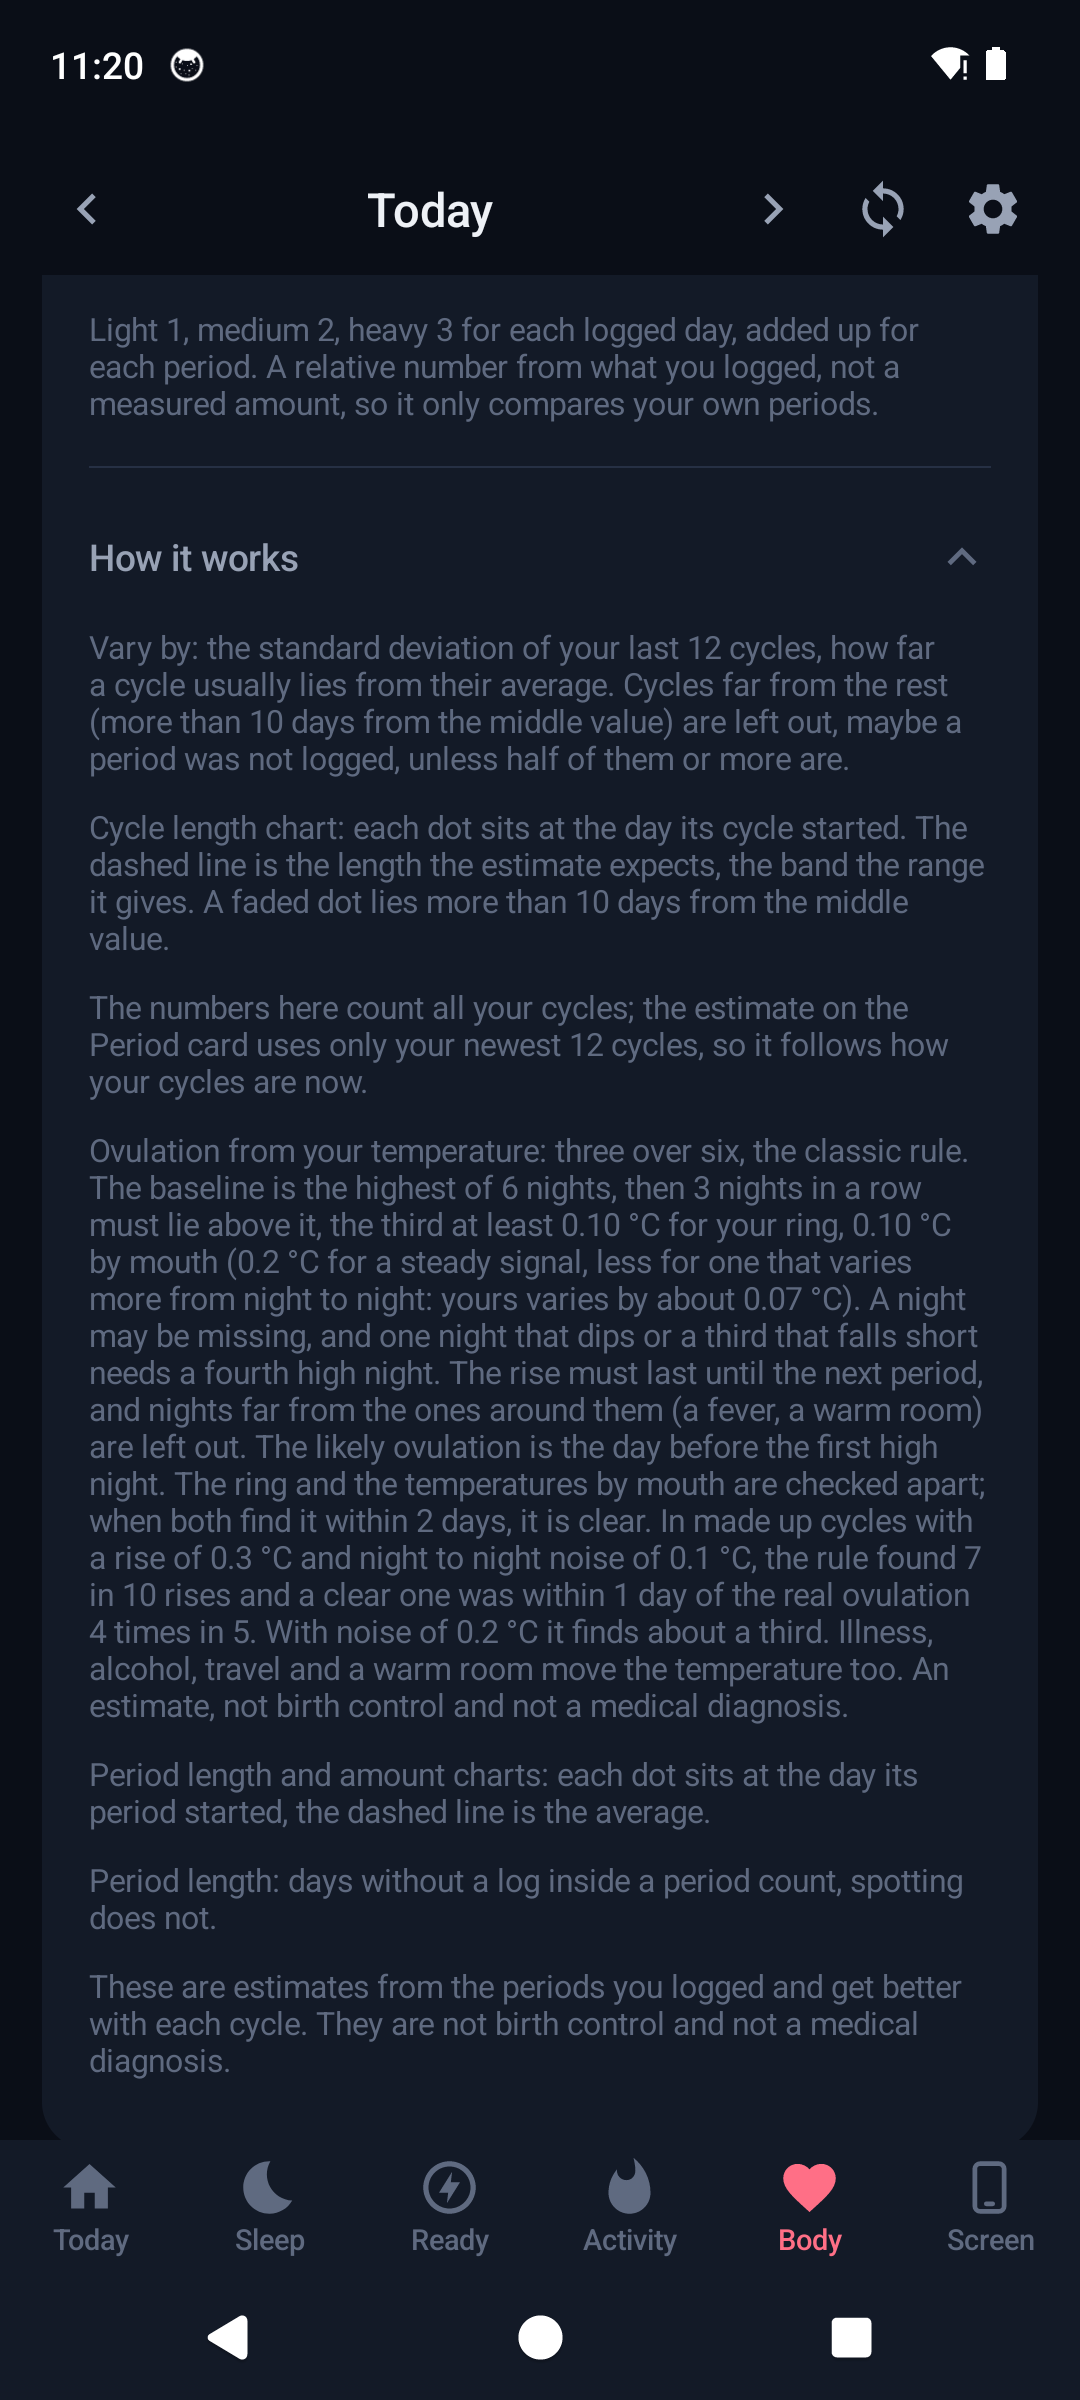 11:20
Today
Light 1, medium 2, heavy 3 for each logged day, added up for
each period. A relative number from what you logged, not a
measured amount, so it only compares your own periods.
How it works
Vary by: the standard deviation of your last 12 cycles, how far
a cycle usually lies from their average. Cycles far from the rest
(more than 10 days from the middle value) are left out, maybe a
period was not logged, unless half of them or more are.
Cycle length chart: each dot sits at the day its cycle started. The
dashed line is the length the estimate expects, the band the range
it gives. A faded dot lies more than 10 days from the middle
value.
The numbers here count all your cycles; the estimate on the
Period card uses only your newest 12 cycles, so it follows how
your cycles are now.
Ovulation from your temperature: three over six, the classic rule.
The baseline is the highest of 6 nights, then 3 nights in a row
must lie above it, the third at least 0.10 °C for your ring, 0.10 °C
by mouth (0.2 °C for a steady signal, less for one that varies
more from night to night: yours varies by about 0.07 °C). A night
may be missing, and one night that dips or a third that falls short
needs a fourth high night. The rise must last until the next period,
and nights far from the ones around them (a fever, a warm room)
are left out. The likely ovulation is the day before the first high
night. The ring and the temperatures by mouth are checked apart;
when both find it within 2 days, it is clear. In made up cycles with
a rise of 0.3 °C and night to night noise of 0.1 °C, the rule found 7
in 10 rises and a clear one was within 1 day of the real ovulation
4 times in 5. With noise of 0.2 °C it finds about a third. Illness,
alcohol, travel and a warm room move the temperature too. An
estimate, not birth control and not a medical diagnosis.
Period length and amount charts: each dot sits at the day its
period started, the dashed line is the average.
Period length: days without a log inside a period count, spotting
does not.
These are estimates from the periods you logged and get better
with each cycle. They are not birth control and not a medical
diagnosis.
Today
Sleep
Ready
Activity
Body
Screen